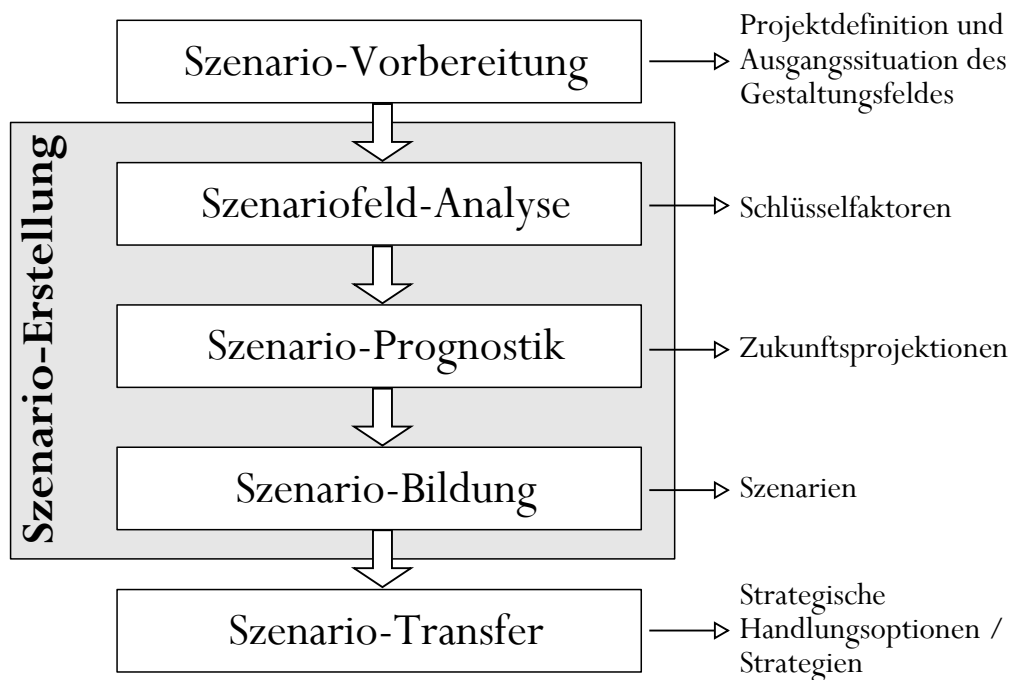 Szenario-Vorbereitung
Projektdefinition und
Ausgangssituation des
Gestaltungsfeldes
Szenario-Erstellung
Szenariofeld-Analyse
Schlüsselfaktoren
Szenario-Prognostik
Zukunftsprojektionen
Szenario-Bildung
Szenarien
Szenario-Transfer
Strategische
Handlungsoptionen /
Strategien